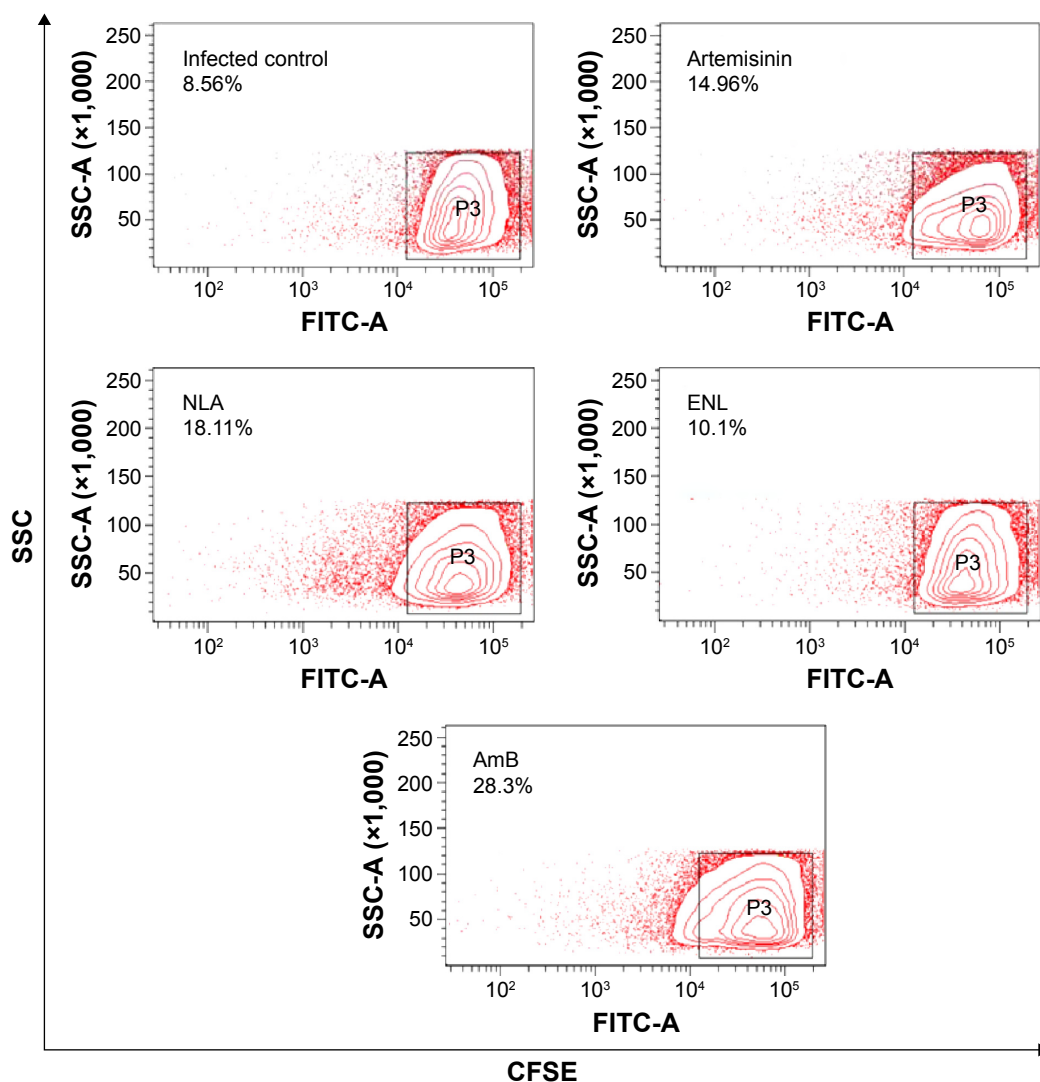 SSC
SSC-A (×1,000)
250
200
150
100
50
Infected control
8.56%
P3
10²
10³
10⁴
10⁵
FITC-A
SSC-A (×1,000)
250
200
150
100
50
Artemisinin
14.96%
P3
10²
10³
10⁴
10⁵
FITC-A
SSC-A (×1,000)
250
200
150
100
50
NLA
18.11%
P3
10²
10³
10⁴
10⁵
FITC-A
SSC-A (×1,000)
250
200
150
100
50
ENL
10.1%
P3
10²
10³
10⁴
10⁵
FITC-A
SSC-A (×1,000)
250
200
150
100
50
AmB
28.3%
P3
10²
10³
10⁴
10⁵
FITC-A
CFSE